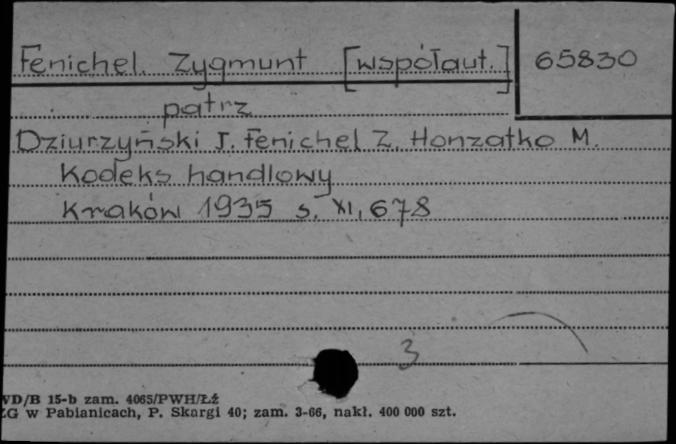 Fenichel. Zygmunt [współaut.] 65830
patrz
Dziurzyński J. Fenichel Z. Honzatko M.
Kodeks handlowy
Kraków 1935 s. XI, 678
3
VD/B 15-b zam. 4065/PWH/Łź
ZG w Pabianicach, P. Skargi 40; zam. 3-66, nakł. 400 000 szt.